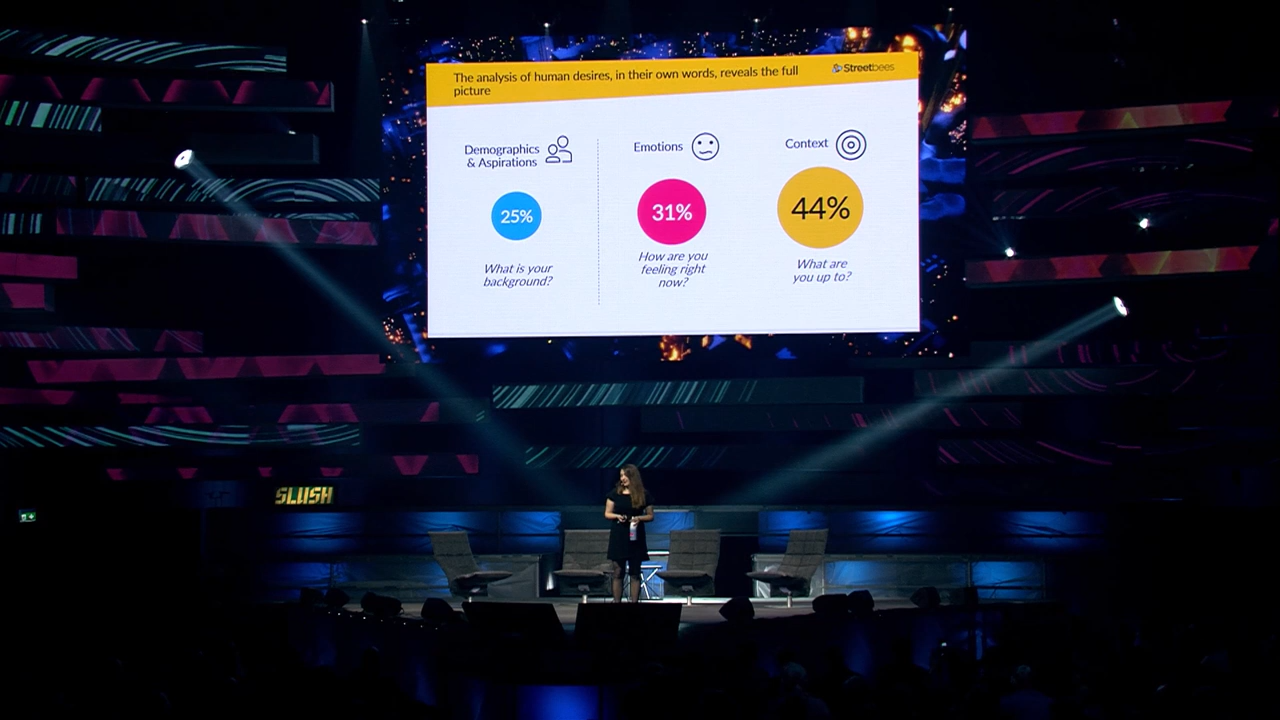 The analysis of human desires, in their own words, reveals the full
picture
Streetbees
Demographics
& Aspirations
25%
What is your
background?
Emotions
31%
How are you
feeling right
now?
Context
44%
What are
you up to?
SLUSH